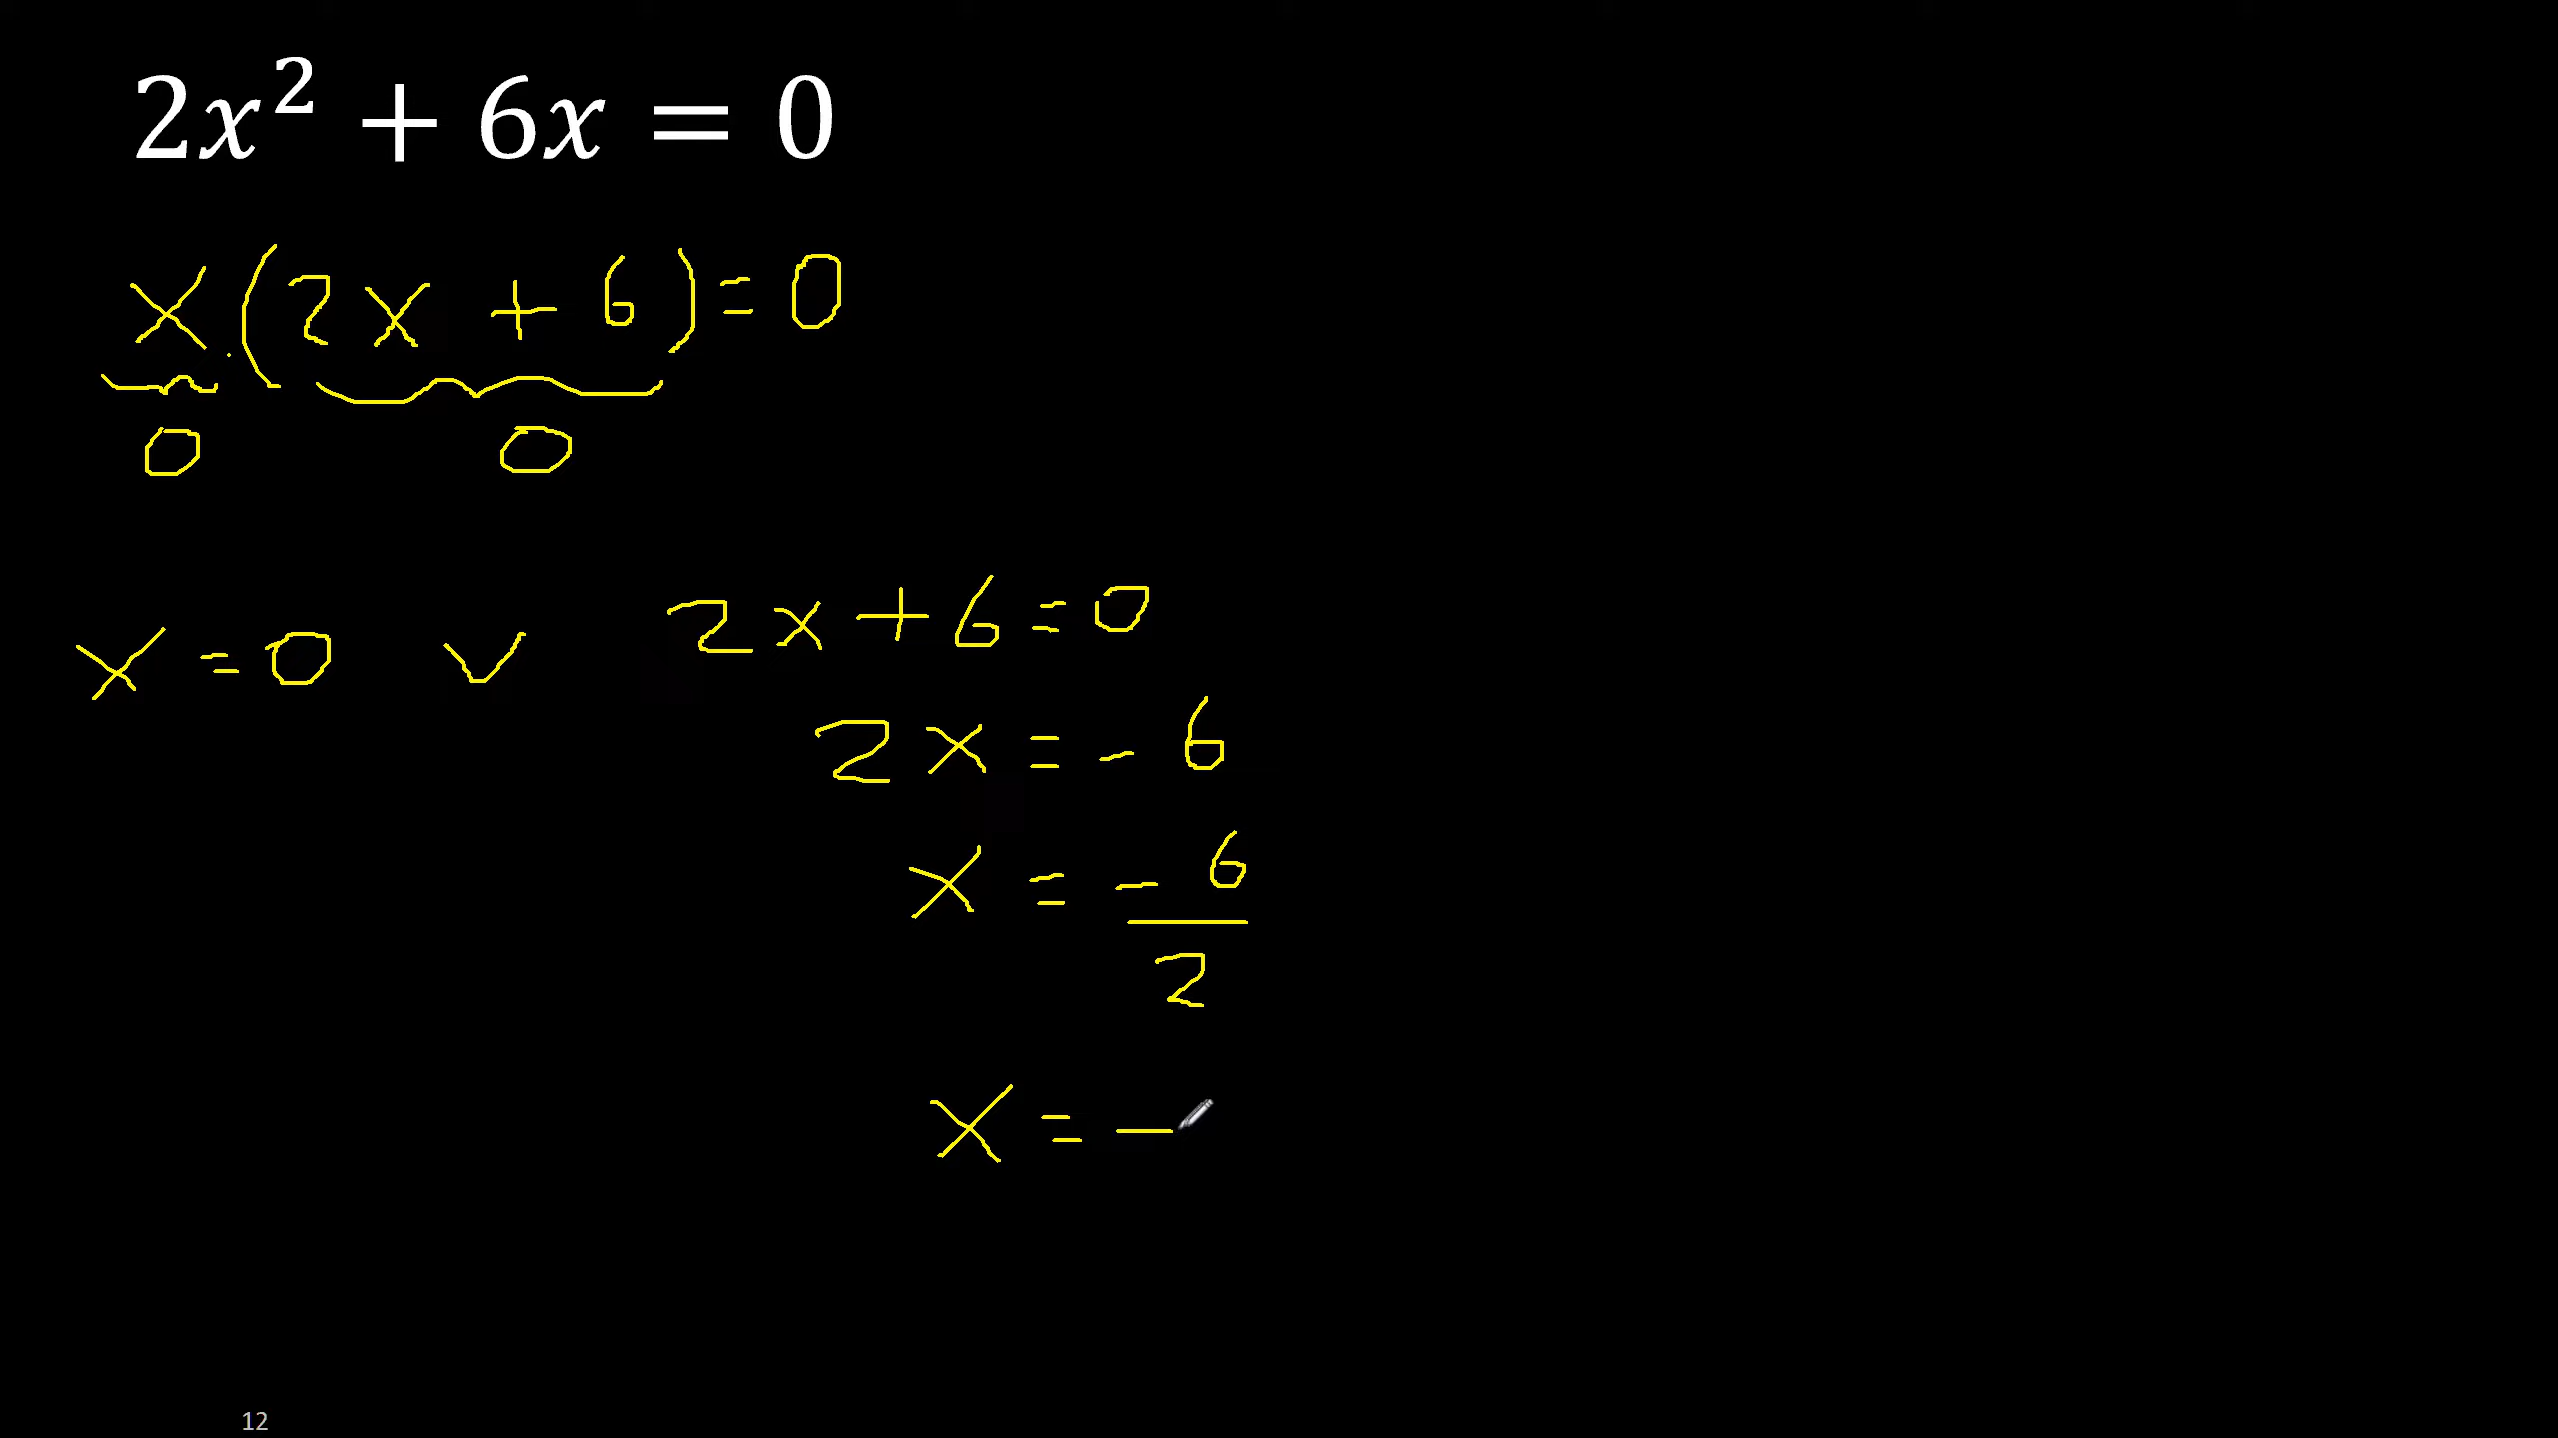 2x² + 6x = 0
x.(2x + 6) = 0
0 0
x = 0 v 2x + 6 = 0
2x = - 6
x = - 6/2
x = -
12